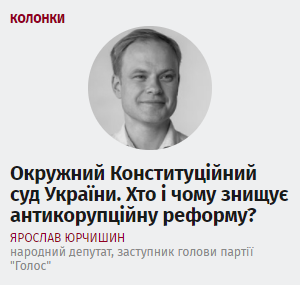 КОЛОНКИ
Окружний Конституційний
суд України. Хто і чому знищує
антикорупційну реформу?
ЯРОСЛАВ ЮРЧИШИН
народний депутат, заступник голови партії
"Голос"